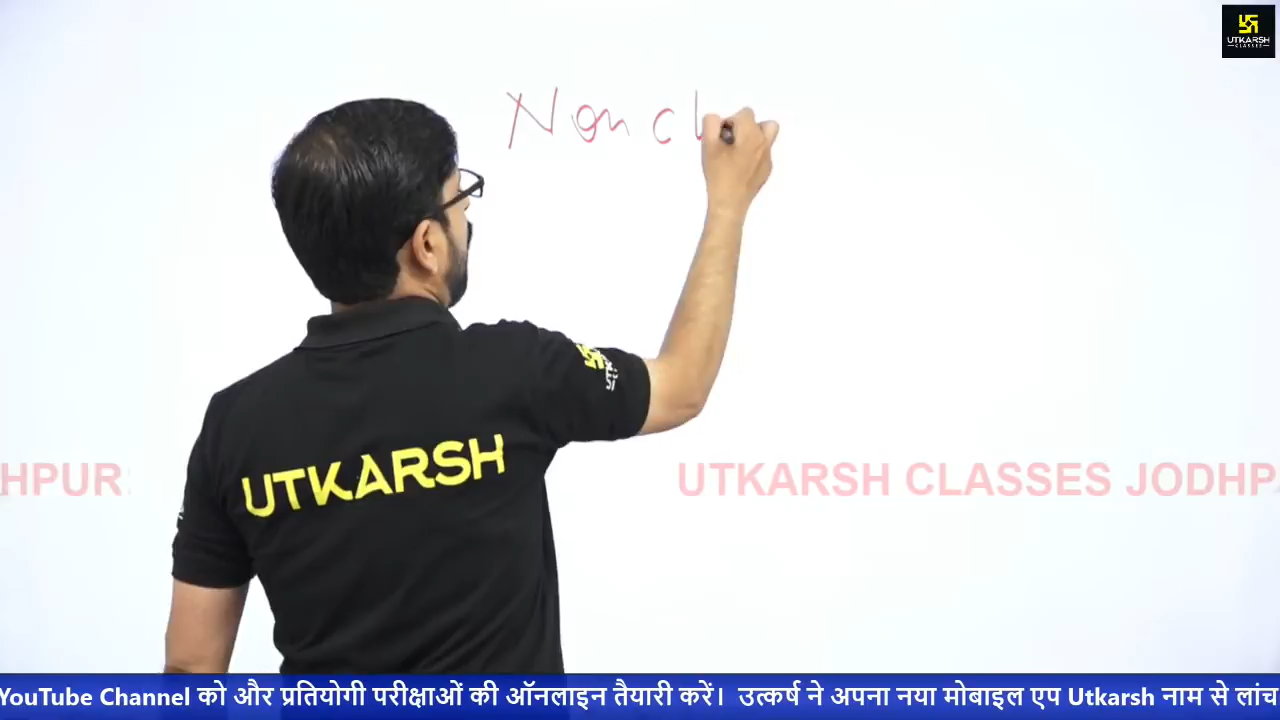 UTKARSH
CLASSES
Non
UTKARSH
HPUR
UTKARSH CLASSES JODHP
YouTube Channel को और प्रतियोगी परीक्षाओं की ऑनलाइन तैयारी करें। उत्कर्ष ने अपना नया मोबाइल एप Utkarsh नाम से लांच